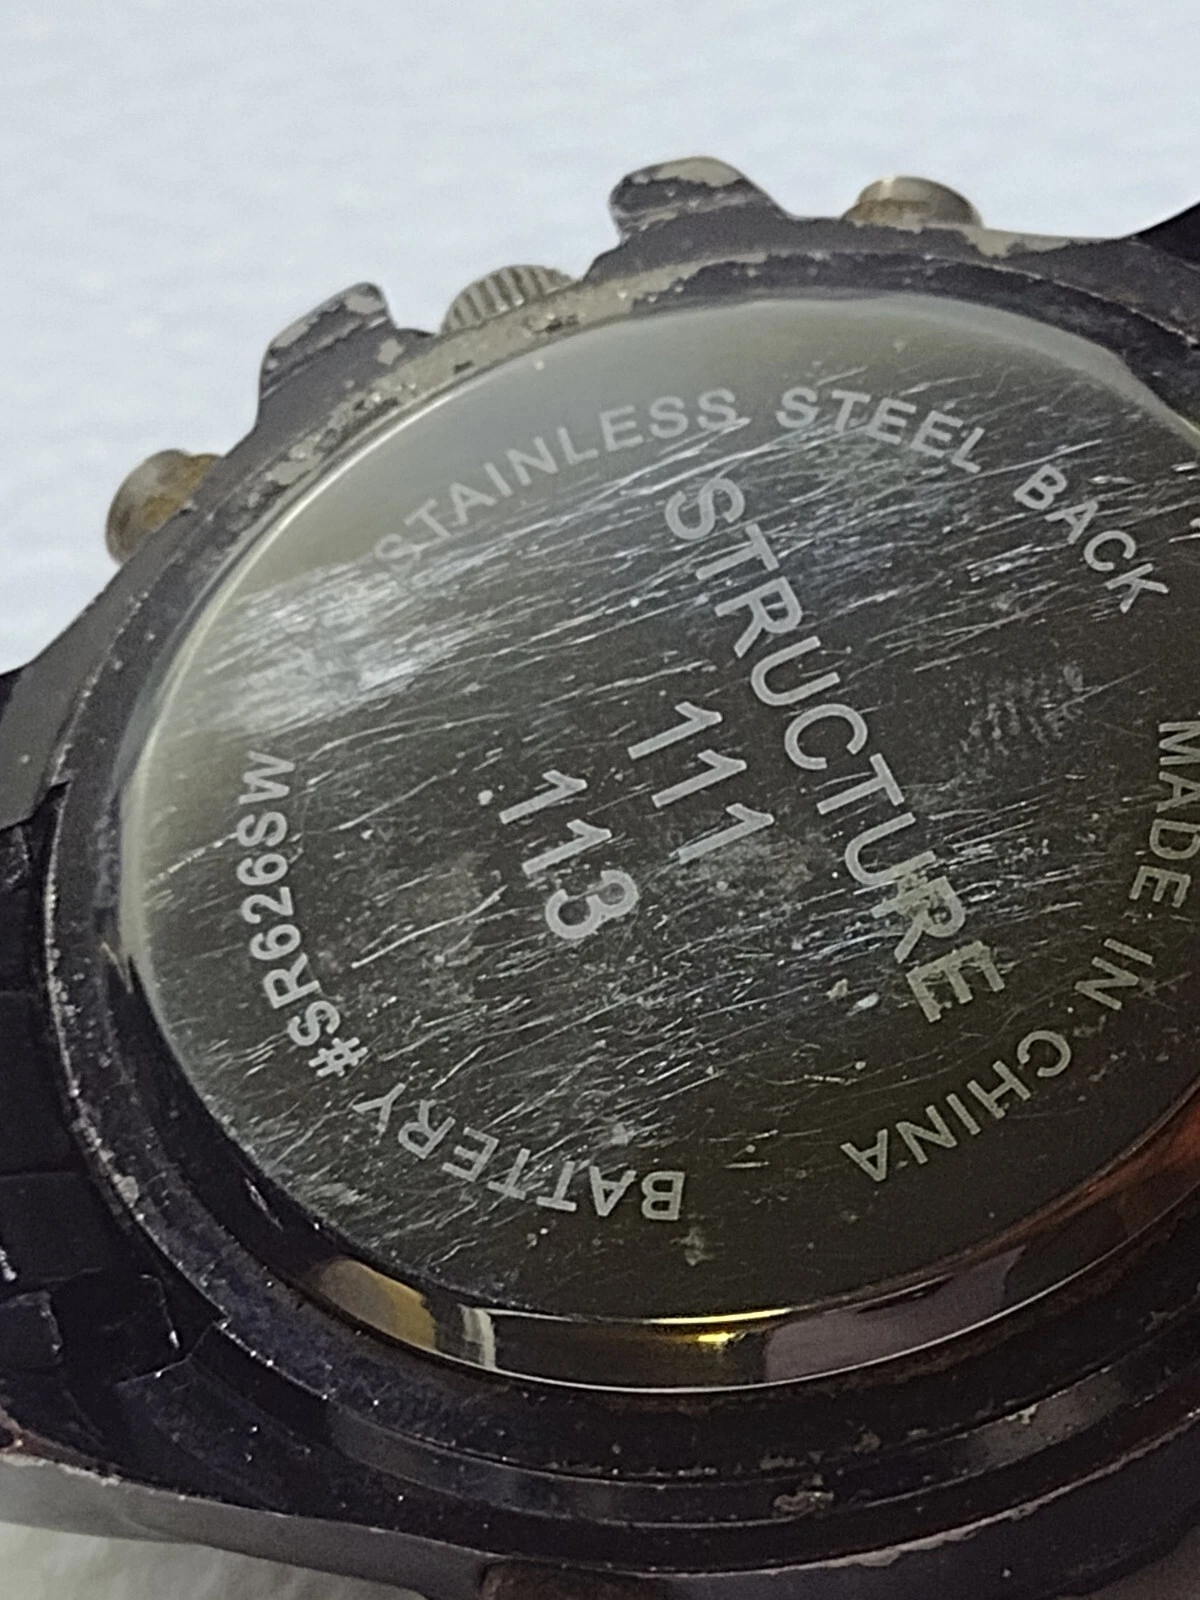 STAINLESS STEEL BACK
STRUCTURE
111
113
BATTERY #SR626SW
MADE IN CHINA